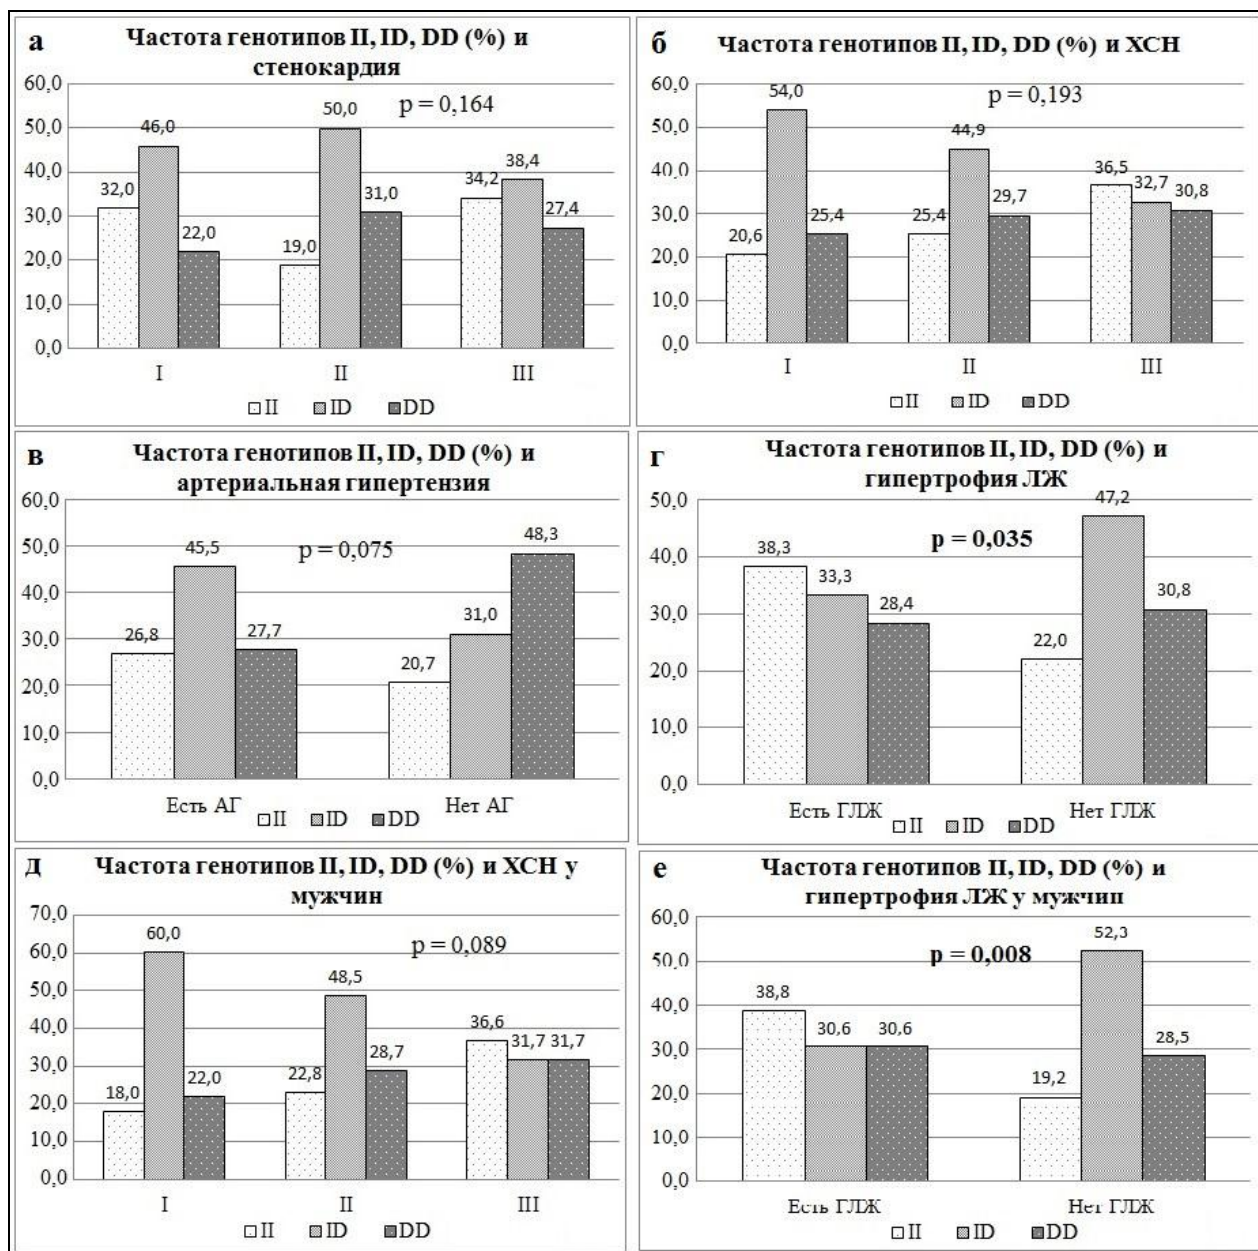 а
Частота генотипов II, ID, DD (%) и
стенокардия
p = 0,164
60,0
50,0
40,0
30,0
20,0
10,0
0,0
32,0
46,0
22,0
19,0
50,0
31,0
34,2
38,4
27,4
I
II
III
II ID DD
б
Частота генотипов II, ID, DD (%) и ХСН
p = 0,193
60,0
50,0
40,0
30,0
20,0
10,0
0,0
20,6
54,0
25,4
25,4
44,9
29,7
36,5
32,7
30,8
I
II
III
II ID DD
в
Частота генотипов II, ID, DD (%) и
артериальная гипертензия
p = 0,075
60,0
50,0
40,0
30,0
20,0
10,0
0,0
26,8
45,5
27,7
20,7
31,0
48,3
Есть АГ
Нет АГ
II ID DD
г
Частота генотипов II, ID, DD (%) и
гипертрофия ЛЖ
p = 0,035
50,0
40,0
30,0
20,0
10,0
0,0
38,3
33,3
28,4
22,0
47,2
30,8
Есть ГЛЖ
Нет ГЛЖ
II ID DD
д
Частота генотипов II, ID, DD (%) и ХСН у
мужчин
p = 0,089
70,0
60,0
50,0
40,0
30,0
20,0
10,0
0,0
18,0
60,0
22,0
22,8
48,5
28,7
36,6
31,7
31,7
I
II
III
II ID DD
е
Частота генотипов II, ID, DD (%) и
гипертрофия ЛЖ у мужчин
p = 0,008
60,0
50,0
40,0
30,0
20,0
10,0
0,0
38,8
30,6
30,6
19,2
52,3
28,5
Есть ГЛЖ
Нет ГЛЖ
II ID DD